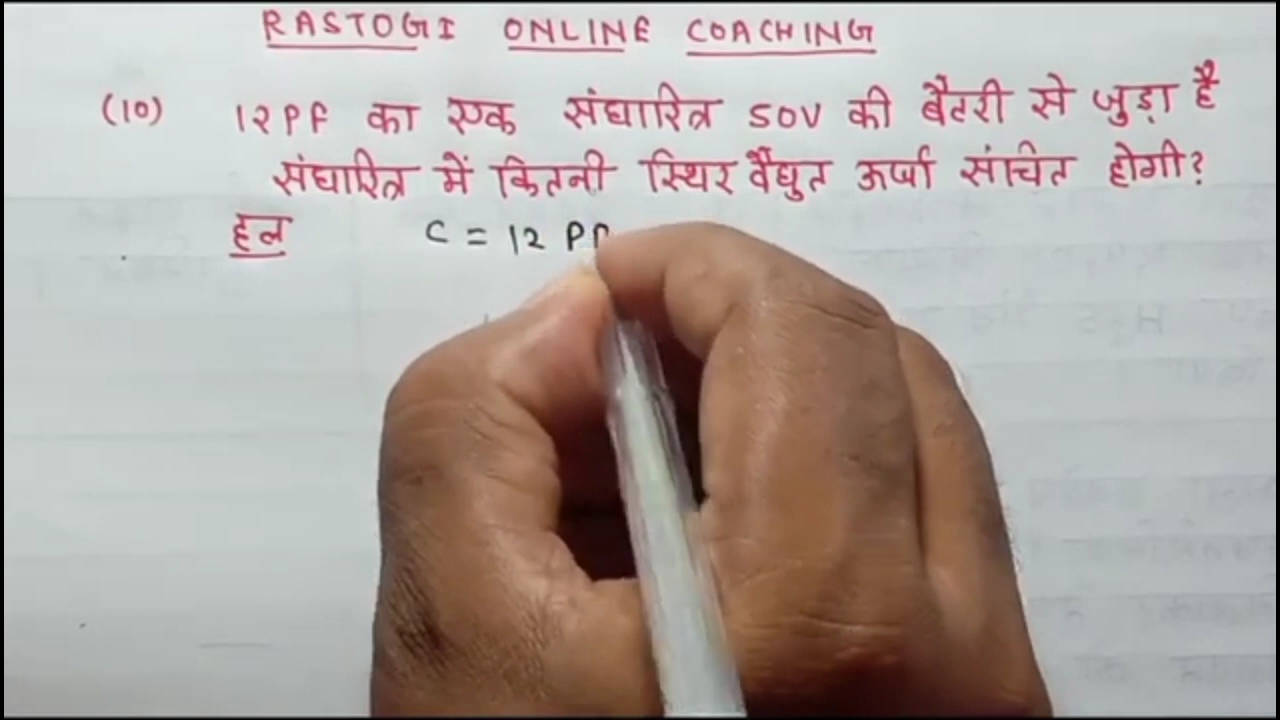 RASTOGI ONLINE COACHING
(10) 12PF का एक संधारित्र 50V की बैटरी से जुड़ा है
संधारित्र में कितनी स्थिर वैद्युत ऊर्जा संचित होगी?
हल C = 12 P